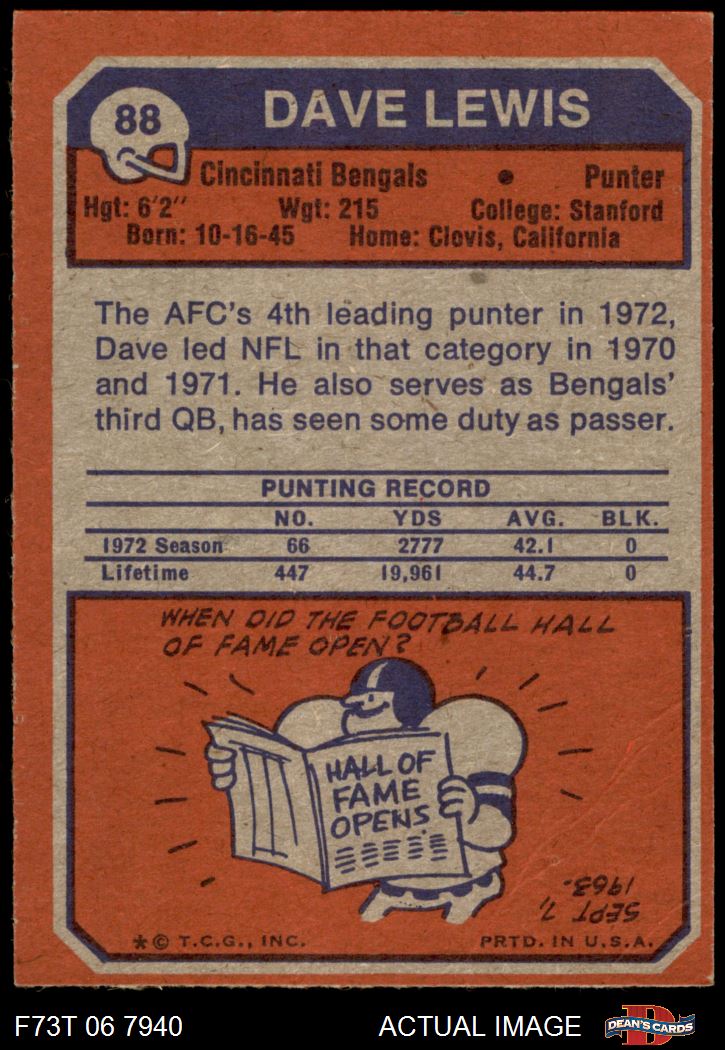 88
DAVE LEWIS
Cincinnati Bengals • Punter
Hgt: 6'2" Wgt: 215 College: Stanford
Born: 10-16-45 Home: Clovis, California
The AFC's 4th leading punter in 1972,
Dave led NFL in that category in 1970
and 1971. He also serves as Bengals'
third QB, has seen some duty as passer.
PUNTING RECORD
NO. YDS AVG. BLK.
1972 Season 66 2777 42.1 0
Lifetime 447 19,961 44.7 0
WHEN DID THE FOOTBALL HALL
OF FAME OPEN?
HALL OF
FAME
OPENS
SEPT 7,
1963.
*© T.C.G., INC. PRTD. IN U.S.A.
F73T 06 7940 ACTUAL IMAGE
D
DEAN'S CARDS